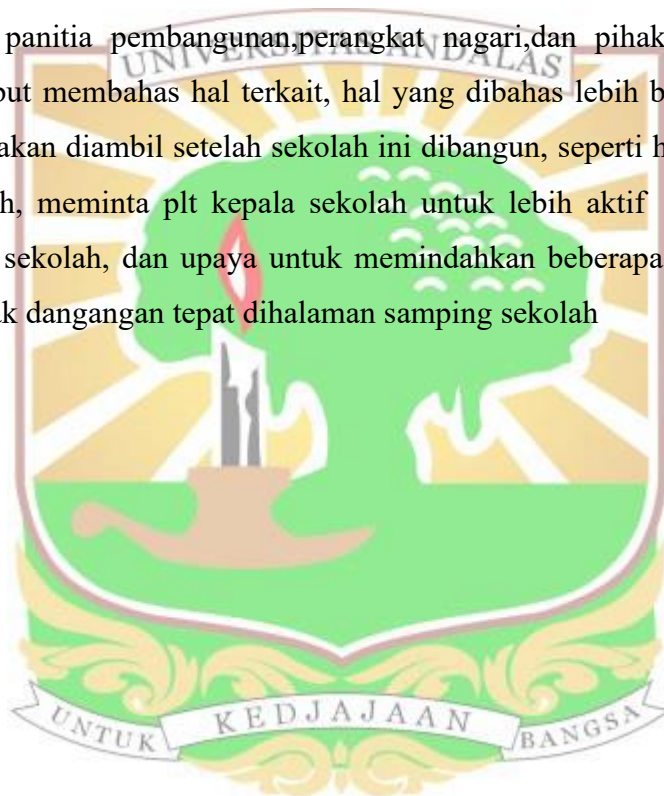 panitia pembangunan,perangkat nagari,dan pihak
UNIVERSITAS ANDALAS
but membahas hal terkait, hal yang dibahas lebih b
akan diambil setelah sekolah ini dibangun, seperti h
h, meminta plt kepala sekolah untuk lebih aktif
sekolah, dan upaya untuk memindahkan beberapa
ak dangangan tepat dihalaman samping sekolah
UNTUK KEDJAJAAN BANGSA